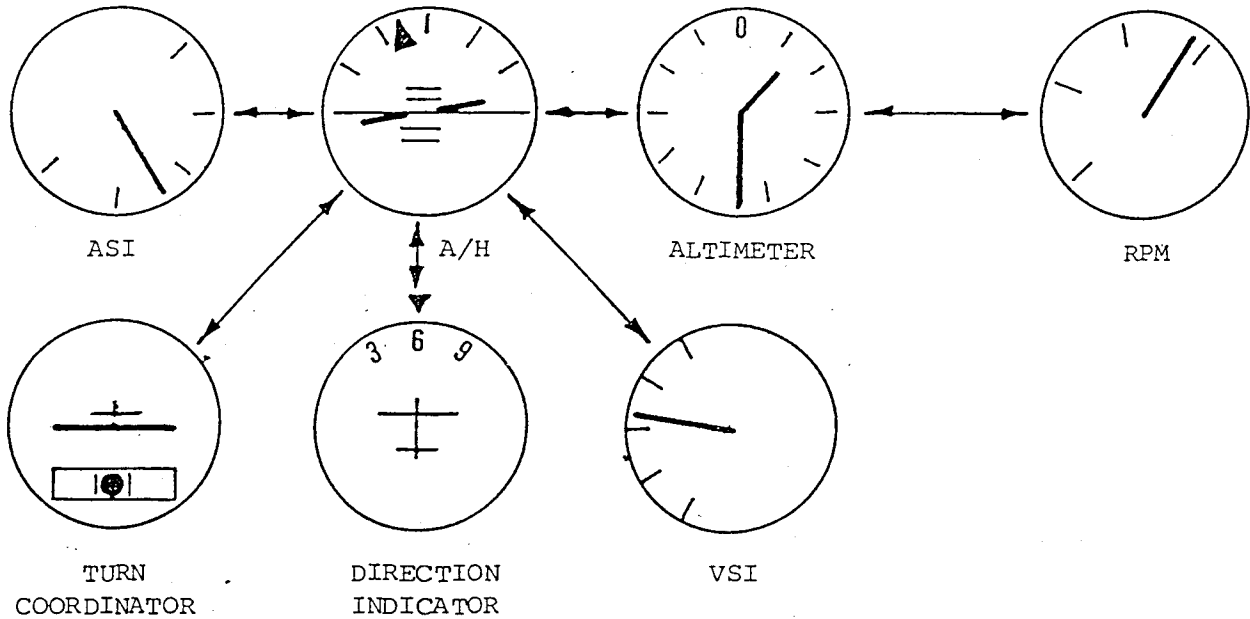 0
ASI
A/H
ALTIMETER
RPM
3 6 9
TURN
COORDINATOR
DIRECTION
INDICATOR
VSI